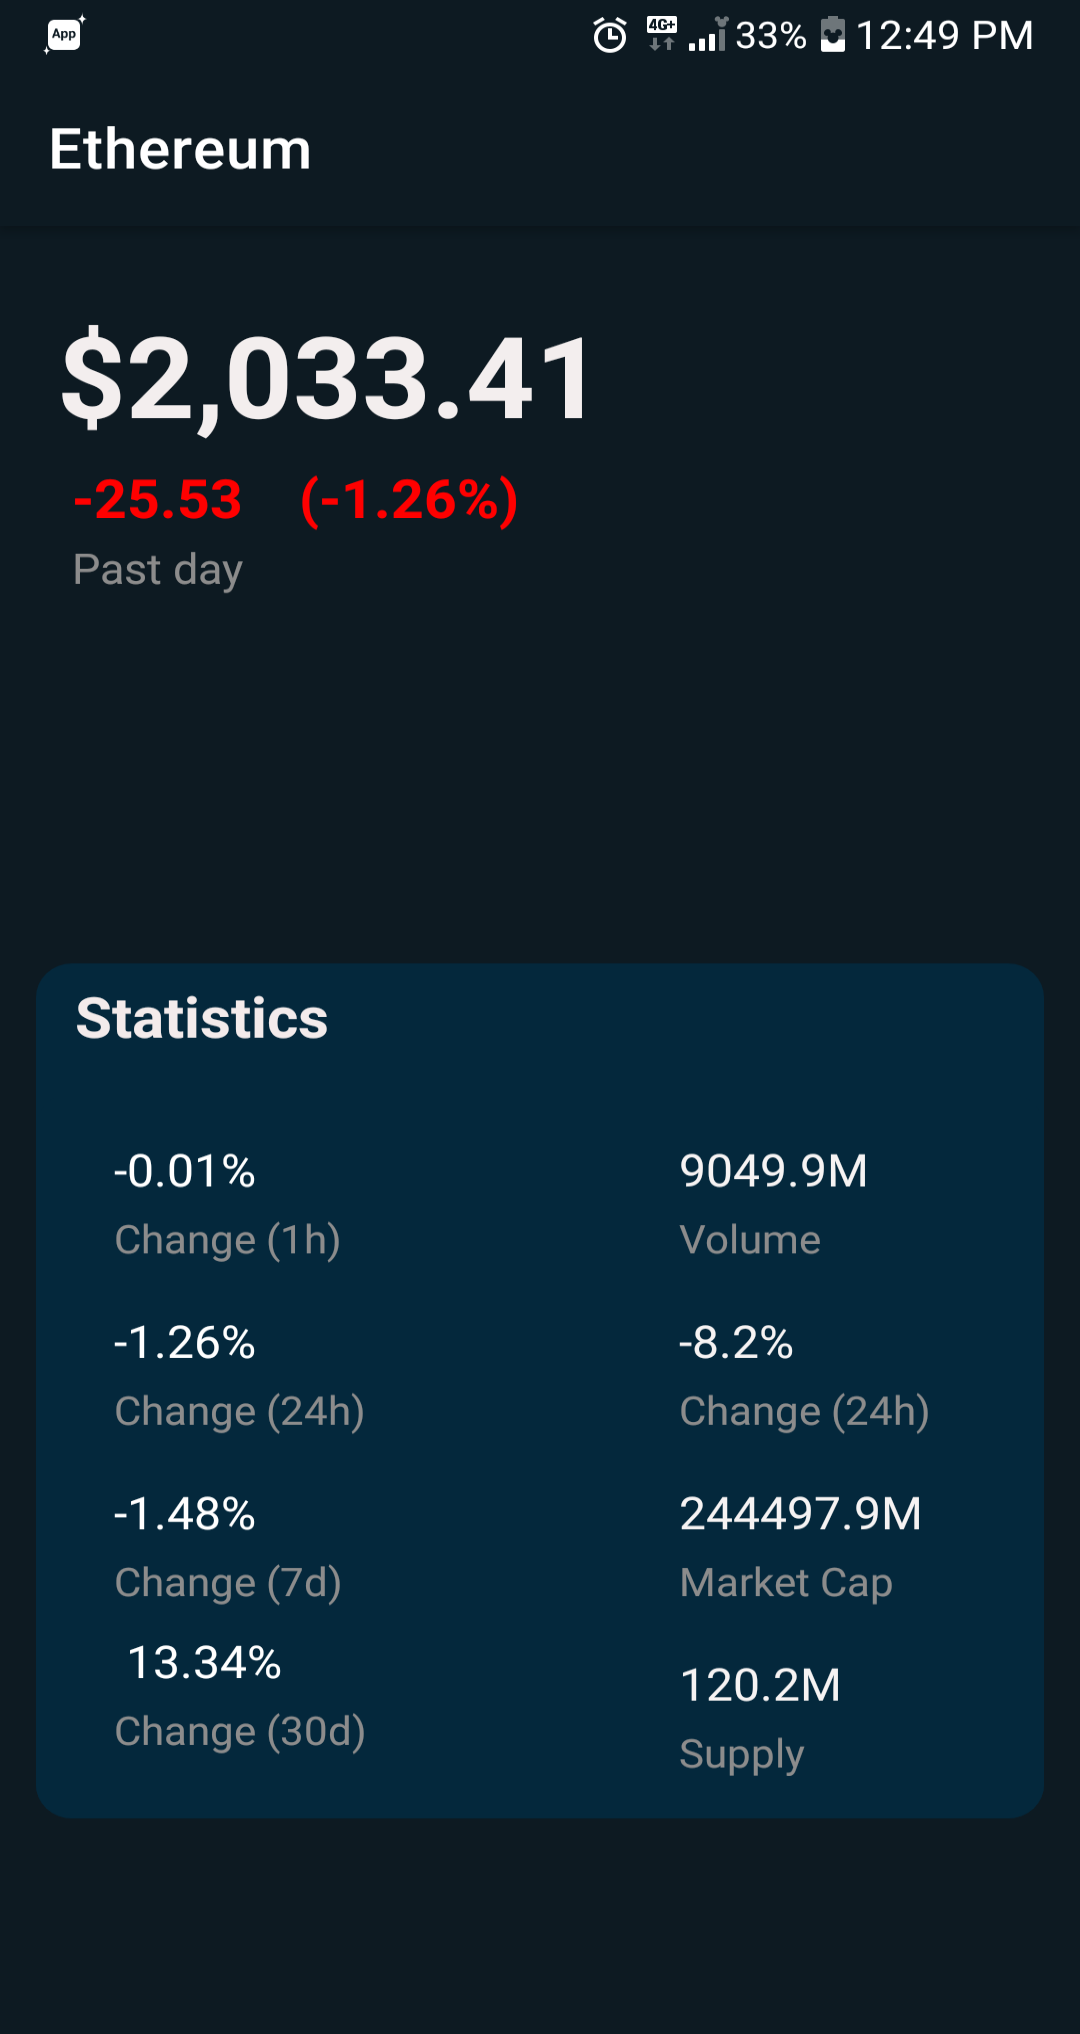 App
4G+ 33% 12:49 PM
Ethereum
$2,033.41
-25.53 (-1.26%)
Past day
Statistics
-0.01% 9049.9M
Change (1h) Volume
-1.26% -8.2%
Change (24h) Change (24h)
-1.48% 244497.9M
Change (7d) Market Cap
13.34%
120.2M
Change (30d)
Supply